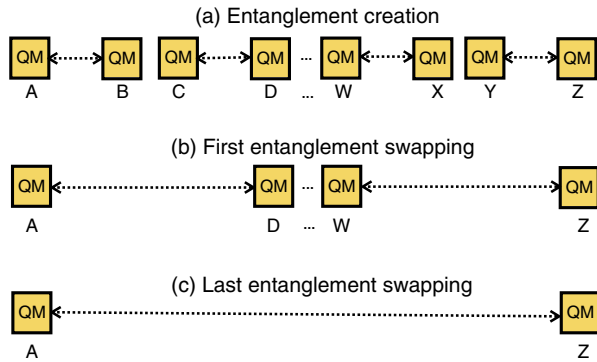 (a) Entanglement creation
QM QM QM QM ... QM QM QM QM
A B C D ... W X Y Z
(b) First entanglement swapping
QM QM ... QM QM
A D ... W Z
(c) Last entanglement swapping
QM QM
A Z